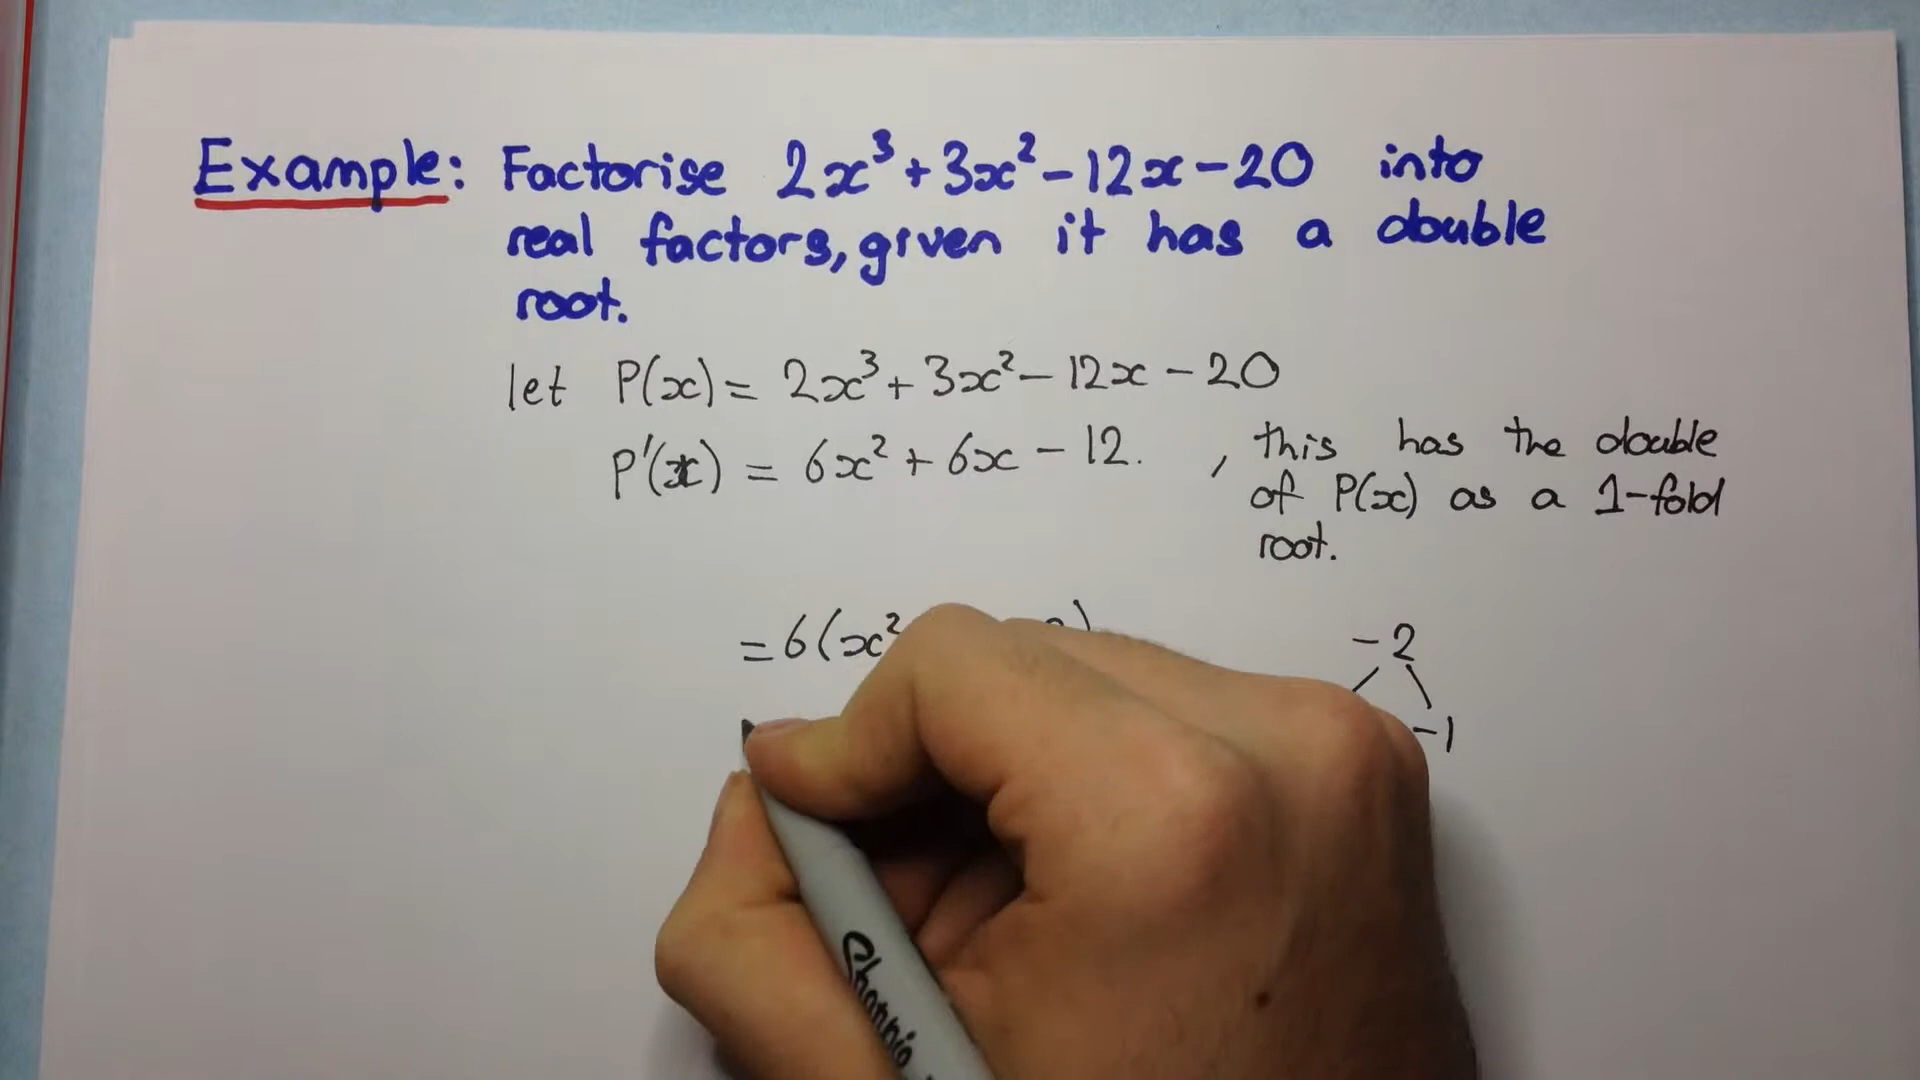 Example: Factorise 2x³+3x²-12x-20 into
real factors, given it has a double
root.
let P(x) = 2x³ + 3x² - 12x - 20
P'(x) = 6x² + 6x - 12. , this has the double
of P(x) as a 1-fold
root.
=6(x² )
-2
-1
Sharpie